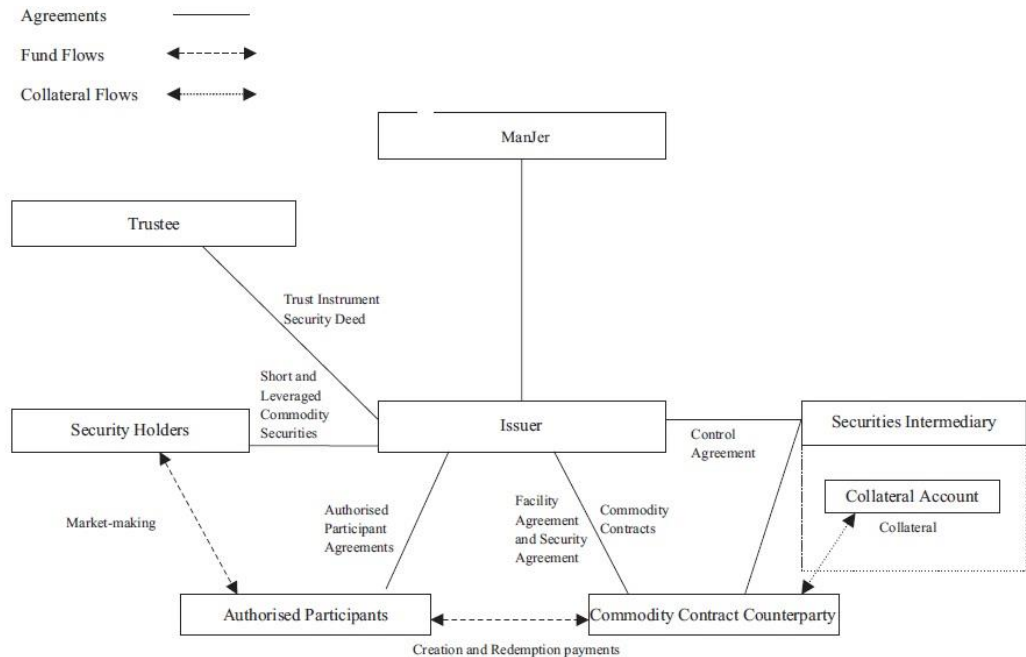 Agreements
Fund Flows
Collateral Flows
ManJer
Trustee
Trust Instrument
Security Deed
Short and
Leveraged
Commodity
Securities
Security Holders
Issuer
Control
Agreement
Securities Intermediary
Collateral Account
Collateral
Market-making
Authorised
Participant
Agreements
Facility
Agreement
and Security
Agreement
Commodity
Contracts
Authorised Participants
Commodity Contract Counterparty
Creation and Redemption payments